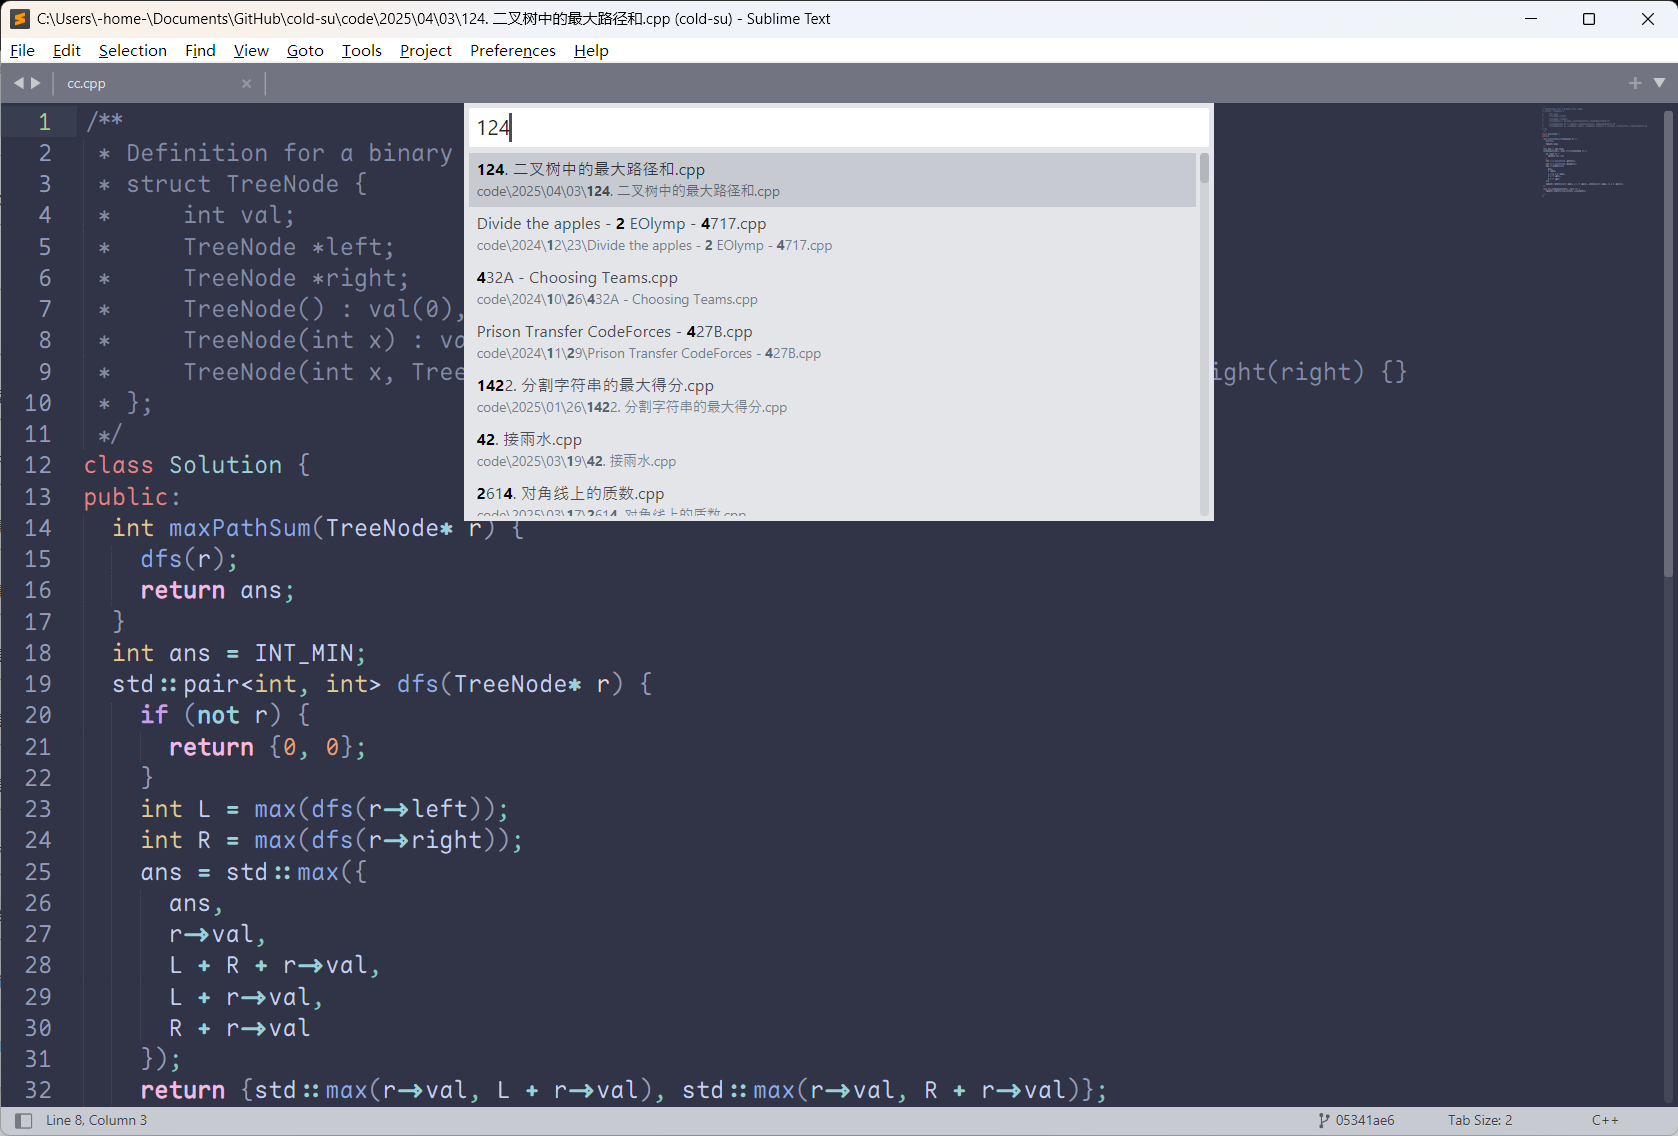 C:\Users\-home-\Documents\GitHub\cold-su\code\2025\04\03\124. 二叉树中的最大路径和.cpp (cold-su) - Sublime Text
File Edit Selection Find View Goto Tools Project Preferences Help
cc.cpp
124
124. 二叉树中的最大路径和.cpp
code\2025\04\03\124. 二叉树中的最大路径和.cpp
Divide the apples - 2 EOlymp - 4717.cpp
code\2024\12\23\Divide the apples - 2 EOlymp - 4717.cpp
432A - Choosing Teams.cpp
code\2024\10\26\432A - Choosing Teams.cpp
Prison Transfer CodeForces - 427B.cpp
code\2024\11\29\Prison Transfer CodeForces - 427B.cpp
1422. 分割字符串的最大得分.cpp
code\2025\01\26\1422. 分割字符串的最大得分.cpp
42. 接雨水.cpp
code\2025\03\19\42. 接雨水.cpp
2614. 对角线上的质数.cpp
code\2025\03\17\2614. 对角线上的质数.cpp
1 /**
2 * Definition for a binary
3 * struct TreeNode {
4 * int val;
5 * TreeNode *left;
6 * TreeNode *right;
7 * TreeNode() : val(0),
8 * TreeNode(int x) : va
9 * TreeNode(int x, Tree ight(right) {}
10 * };
11 */
12 class Solution {
13 public:
14 int maxPathSum(TreeNode* r) {
15 dfs(r);
16 return ans;
17 }
18 int ans = INT_MIN;
19 std::pair<int, int> dfs(TreeNode* r) {
20 if (not r) {
21 return {0, 0};
22 }
23 int L = max(dfs(r->left));
24 int R = max(dfs(r->right));
25 ans = std::max({
26 ans,
27 r->val,
28 L + R + r->val,
29 L + r->val,
30 R + r->val
31 });
32 return {std::max(r->val, L + r->val), std::max(r->val, R + r->val)};
Line 8, Column 3 05341ae6 Tab Size: 2 C++